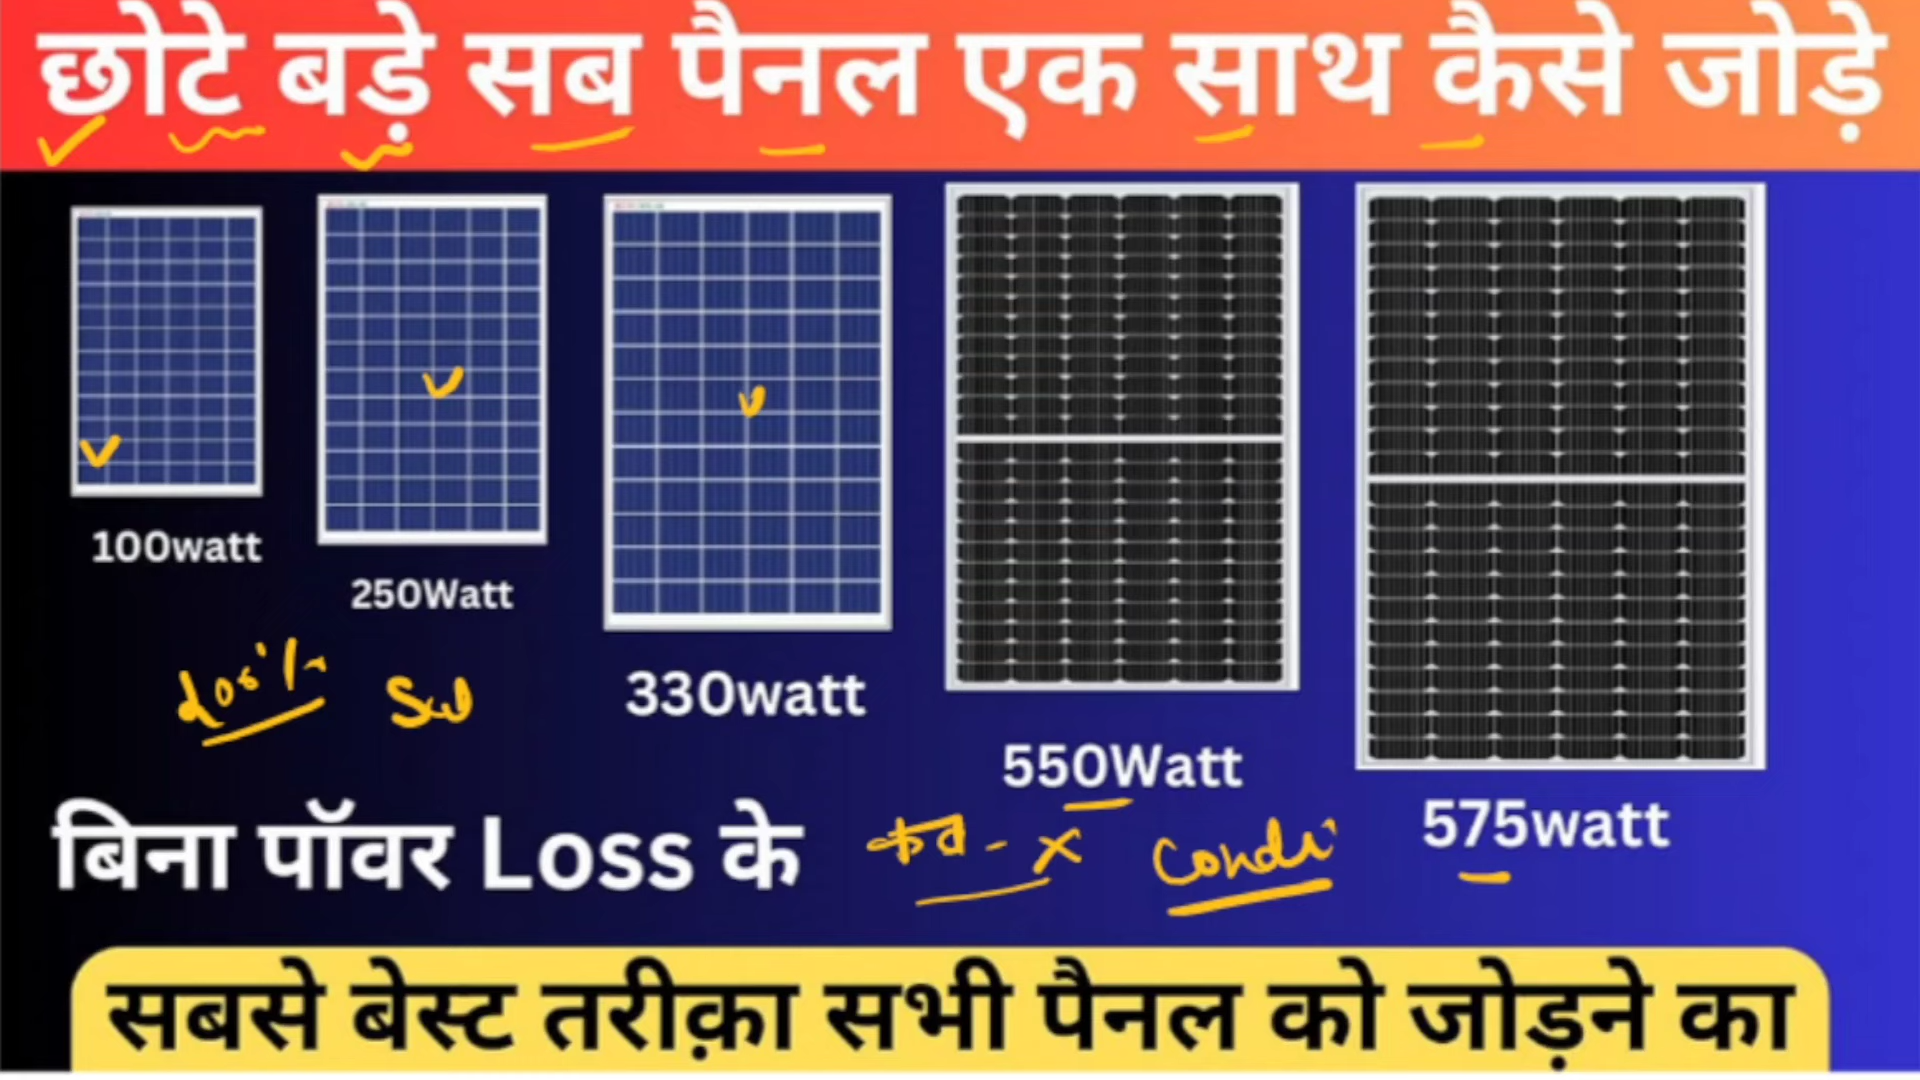 छोटे बड़े सब पैनल एक साथ कैसे जोड़े
100watt
250Watt
330watt
550Watt
575watt
बिना पॉवर Loss के
सबसे बेस्ट तरीक़ा सभी पैनल को जोड़ने का